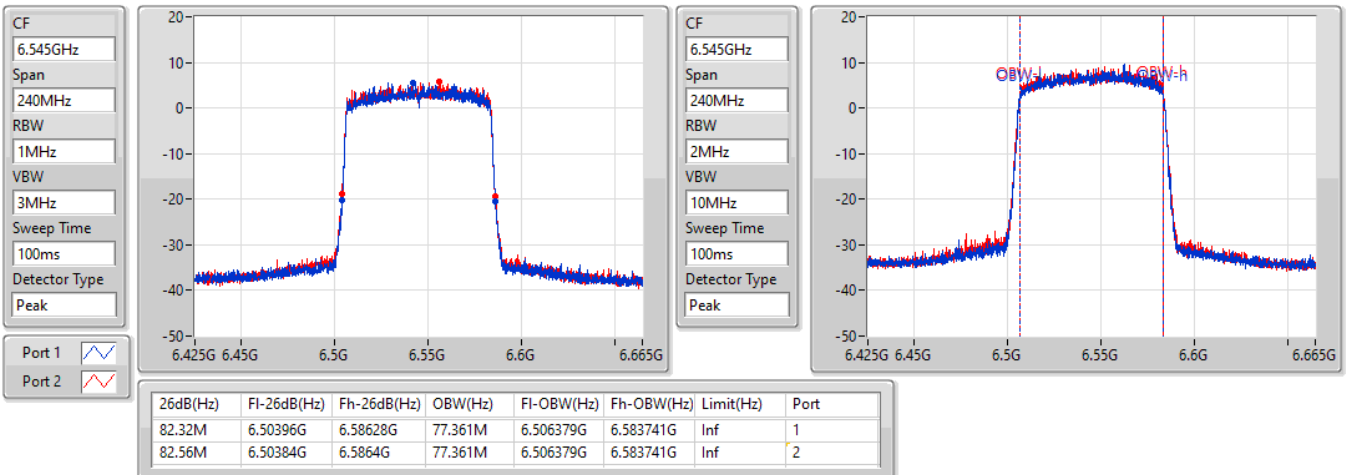 CF
6.545GHz
Span
240MHz
RBW
1MHz
VBW
3MHz
Sweep Time
100ms
Detector Type
Peak
Port 1
Port 2
20
10
0
-10
-20
-30
-40
-50
6.425G 6.45G 6.5G 6.55G 6.6G 6.665G
CF
6.545GHz
Span
240MHz
RBW
2MHz
VBW
10MHz
Sweep Time
100ms
Detector Type
Peak
20
10
0
-10
-20
-30
-40
-50
OBW-l OBW-h
6.425G 6.45G 6.5G 6.55G 6.6G 6.665G
26dB(Hz) Fl-26dB(Hz) Fh-26dB(Hz) OBW(Hz) Fl-OBW(Hz) Fh-OBW(Hz) Limit(Hz) Port
82.32M 6.50396G 6.58628G 77.361M 6.506379G 6.583741G Inf 1
82.56M 6.50384G 6.5864G 77.361M 6.506379G 6.583741G Inf 2